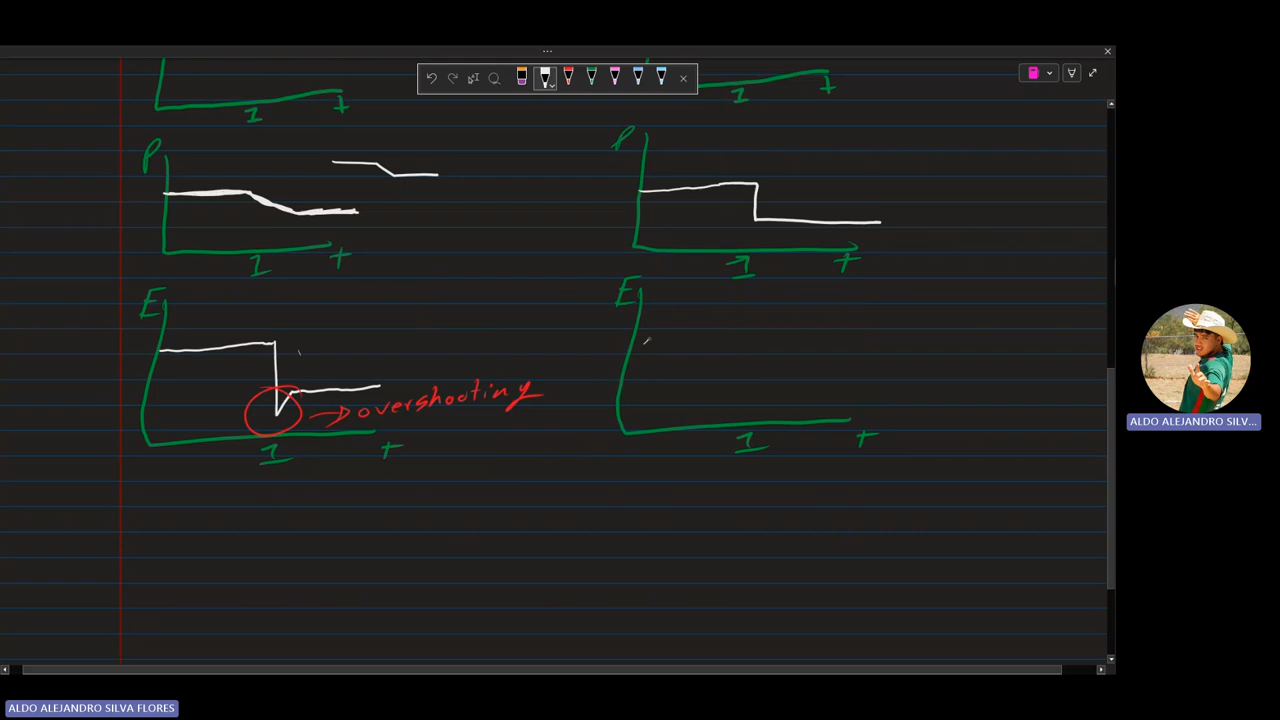 1 t
1 t
P
P
1 t
1 t
E
E
→ overshooting
1 t
1 t
ALDO ALEJANDRO SILV...
ALDO ALEJANDRO SILVA FLORES